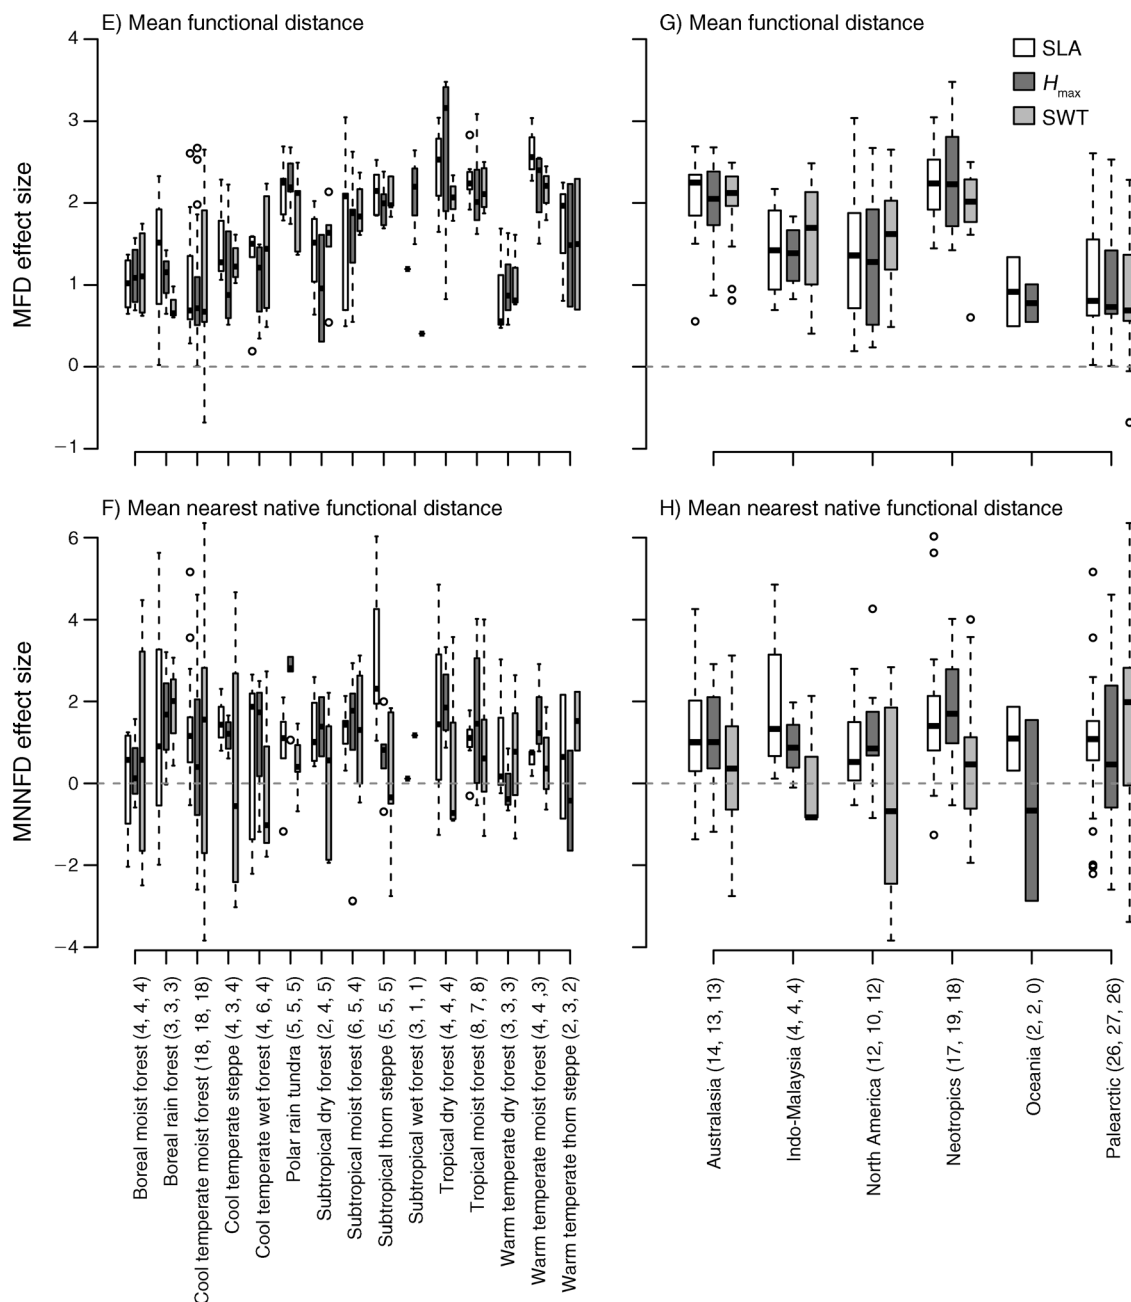 E) Mean functional distance
4
3
2
1
0
−1
MFD effect size
G) Mean functional distance
SLA
Hmax
SWT
F) Mean nearest native functional distance
6
4
2
0
−2
−4
MNNFD effect size
H) Mean nearest native functional distance
Boreal moist forest (4, 4, 4)
Boreal rain forest (3, 3, 3)
Cool temperate moist forest (18, 18, 18)
Cool temperate steppe (4, 3, 4)
Cool temperate wet forest (4, 6, 4)
Polar rain tundra (5, 5, 5)
Subtropical dry forest (2, 4, 5)
Subtropical moist forest (6, 5, 4)
Subtropical thorn steppe (5, 5, 5)
Subtropical wet forest (3, 1, 1)
Tropical dry forest (4, 4, 4)
Tropical moist forest (8, 7, 8)
Warm temperate dry forest (3, 3, 3)
Warm temperate moist forest (4, 4 ,3)
Warm temperate thorn steppe (2, 3, 2)
Australasia (14, 13, 13)
Indo-Malaysia (4, 4, 4)
North America (12, 10, 12)
Neotropics (17, 19, 18)
Oceania (2, 2, 0)
Palearctic (26, 27, 26)